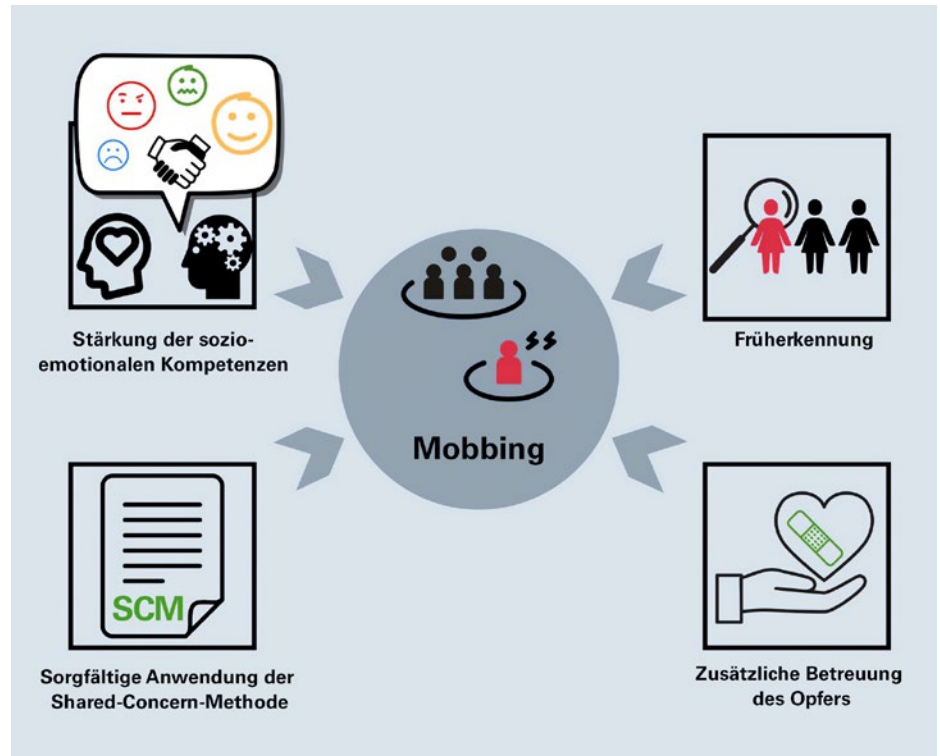 Stärkung der sozio-
emotionalen Kompetenzen
Früherkennung
Mobbing
SCM
Sorgfältige Anwendung der
Shared-Concern-Methode
Zusätzliche Betreuung
des Opfers